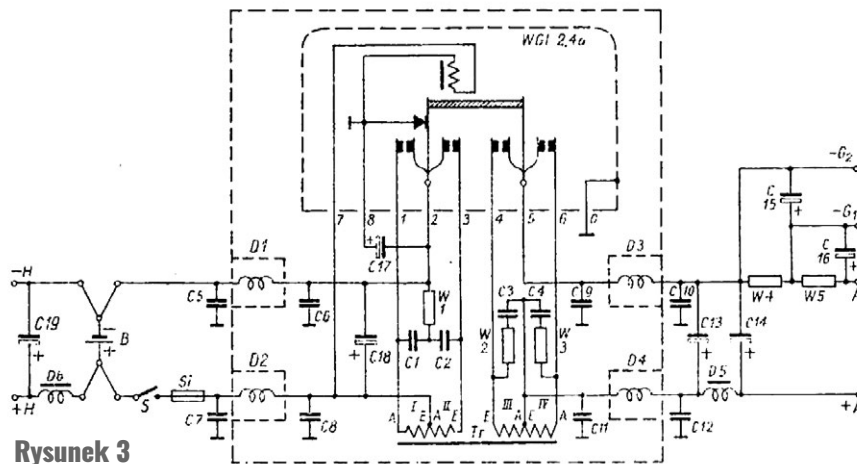 WGl 2,4a
7 8 1 2 3 4 5 6 0
-G2
C 15 +
-G1
C 16 +
D1
C17 +
D3
-H
C5
C6
W 1
C3 C4
C9
C10
W4 W5
A
C19 +
B
C18 +
C1 C2
W 2
W 3
C13 +
C14 +
D6
D2
D4
D5
+H
S
Si
C7
C8
A I E A II E
E III A E IV A
Tr
C11
C12
+A
Rysunek 3